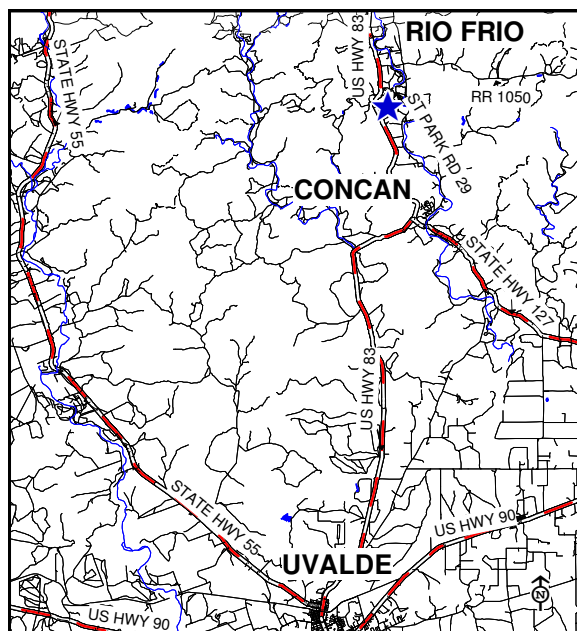 RIO FRIO
US HWY 83
STATE HWY 55
RR 1050
ST PARK RD 29
CONCAN
STATE HWY 127
US HWY 83
STATE HWY 55
US HWY 90
UVALDE
US HWY 90
N